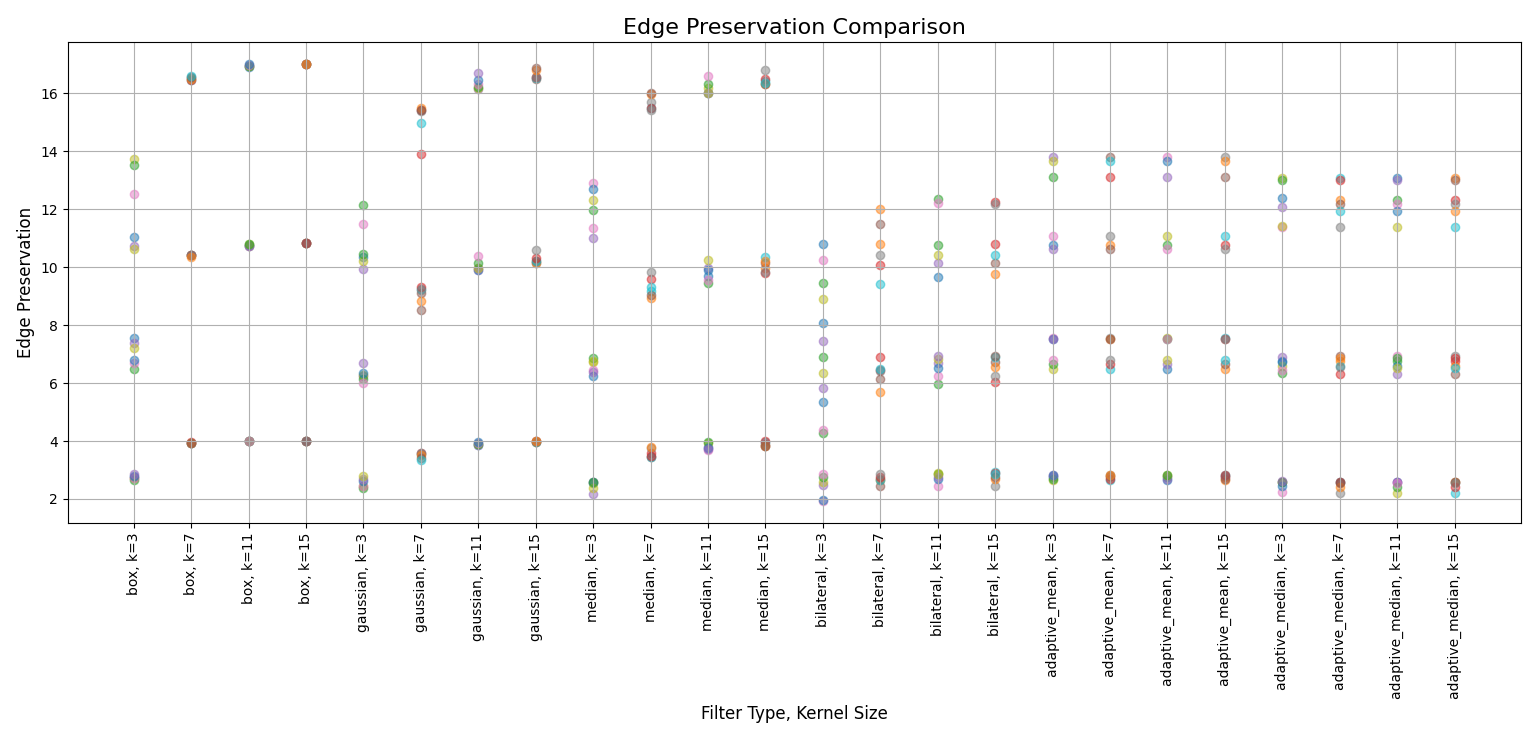 Edge Preservation Comparison
Edge Preservation
16
14
12
10
8
6
4
2
box, k=3
box, k=7
box, k=11
box, k=15
gaussian, k=3
gaussian, k=7
gaussian, k=11
gaussian, k=15
median, k=3
median, k=7
median, k=11
median, k=15
bilateral, k=3
bilateral, k=7
bilateral, k=11
bilateral, k=15
adaptive_mean, k=3
adaptive_mean, k=7
adaptive_mean, k=11
adaptive_mean, k=15
adaptive_median, k=3
adaptive_median, k=7
adaptive_median, k=11
adaptive_median, k=15
Filter Type, Kernel Size